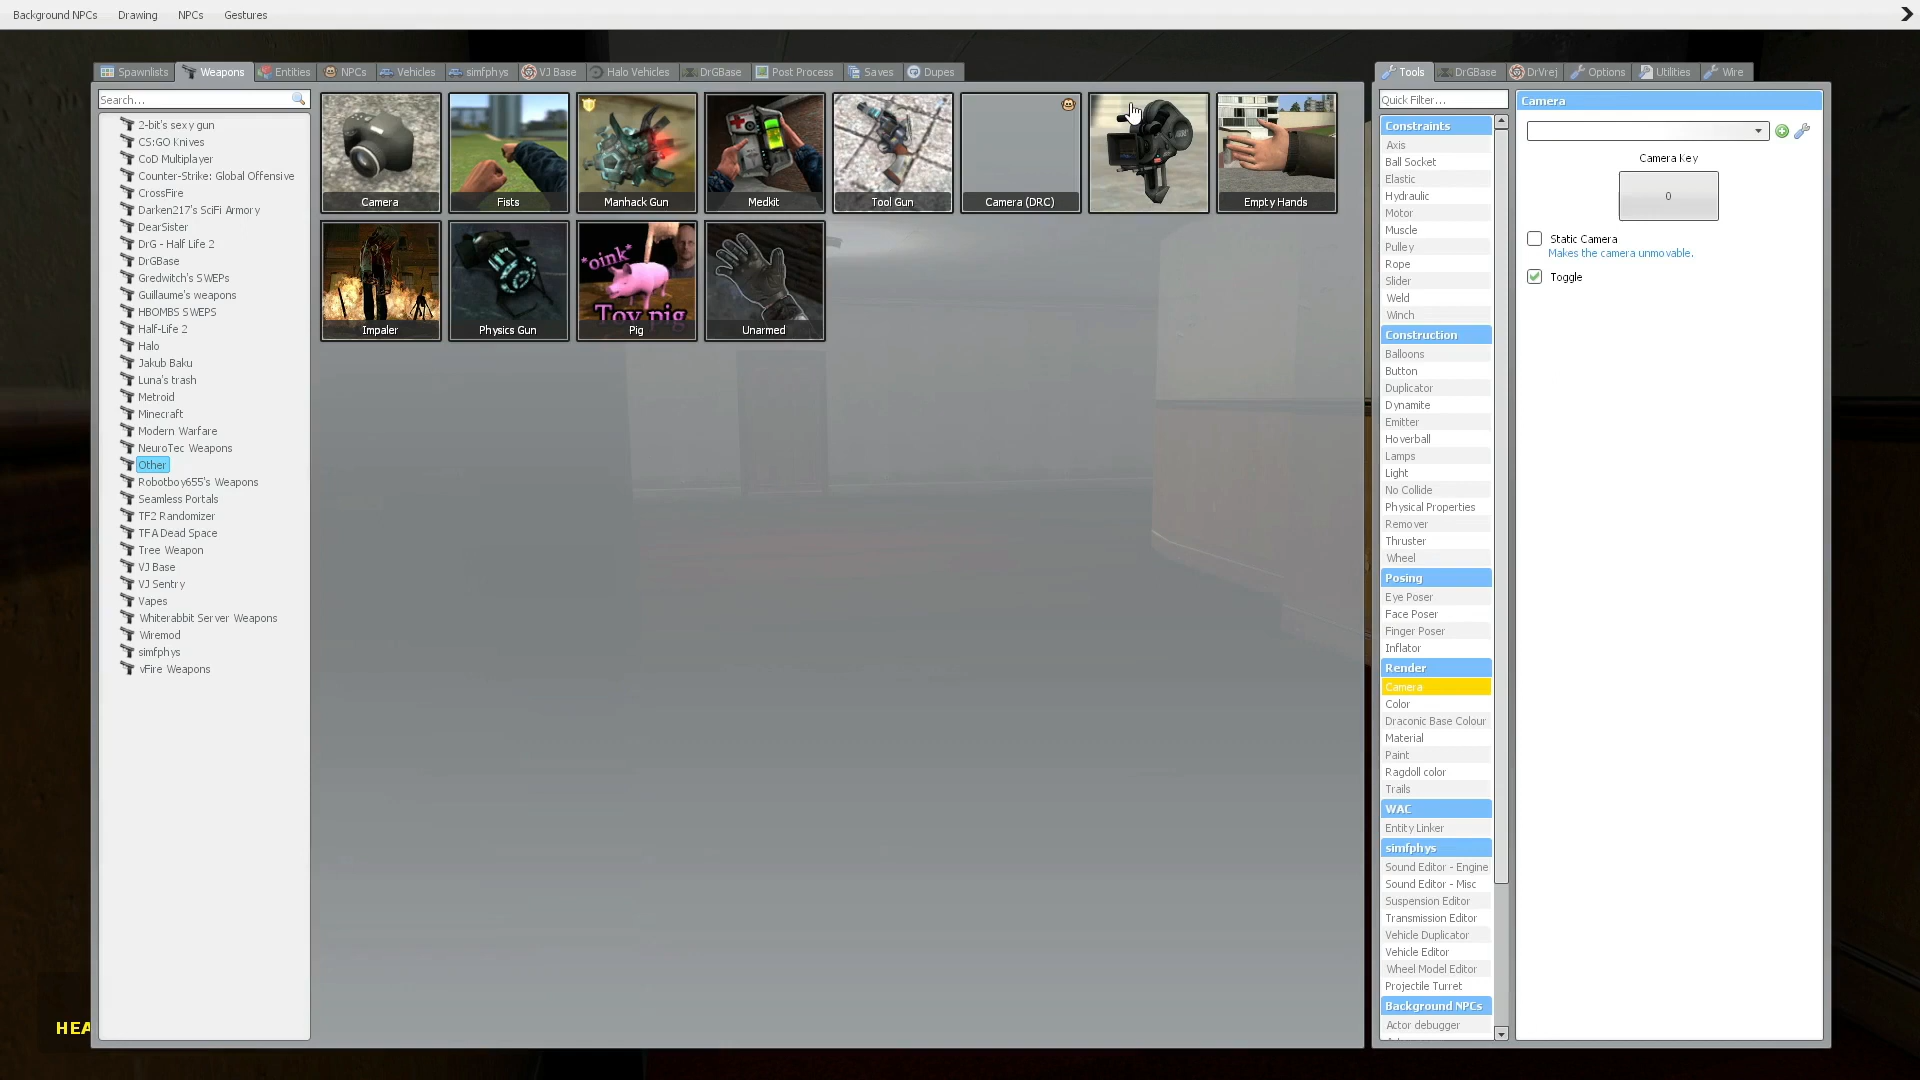 Background NPCs Drawing NPCs Gestures
Spawnlists Weapons Entities NPCs Vehicles simfphys VJ Base Halo Vehicles DrGBase Post Process Saves Dupes
Search...
2-bit's sexy gun
CS:GO Knives
CoD Multiplayer
Counter-Strike: Global Offensive
CrossFire
Darken217's SciFi Armory
DearSister
DrG - Half Life 2
DrGBase
Gredwitch's SWEPs
Guillaume's weapons
HBOMBS SWEPS
Half-Life 2
Halo
Jakub Baku
Luna's trash
Metroid
Minecraft
Modern Warfare
NeuroTec Weapons
Other
Robotboy655's Weapons
Seamless Portals
TF2 Randomizer
TFA Dead Space
Tree Weapon
VJ Base
VJ Sentry
Vapes
Whiterabbit Server Weapons
Wiremod
simfphys
vFire Weapons
Camera Fists Manhack Gun Medkit Tool Gun Camera (DRC) Empty Hands
*oink*
Toy pig
Impaler Physics Gun Pig Unarmed
HEA
Tools DrGBase DrVrej Options Utilities Wire
Quick Filter...
Constraints
Axis
Ball Socket
Elastic
Hydraulic
Motor
Muscle
Pulley
Rope
Slider
Weld
Winch
Construction
Balloons
Button
Duplicator
Dynamite
Emitter
Hoverball
Lamps
Light
No Collide
Physical Properties
Remover
Thruster
Wheel
Posing
Eye Poser
Face Poser
Finger Poser
Inflator
Render
Camera
Color
Draconic Base Colour
Material
Paint
Ragdoll color
Trails
WAC
Entity Linker
simfphys
Sound Editor - Engine
Sound Editor - Misc
Suspension Editor
Transmission Editor
Vehicle Duplicator
Vehicle Editor
Wheel Model Editor
Projectile Turret
Background NPCs
Actor debugger
Camera
Camera Key
0
Static Camera
Makes the camera unmovable.
Toggle